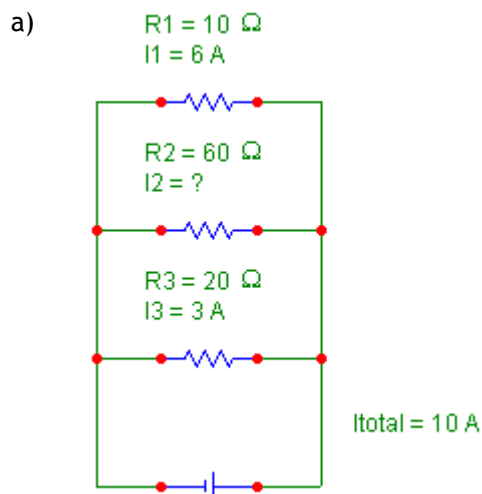 a)
R1 = 10 Ω
I1 = 6 A
R2 = 60 Ω
I2 = ?
R3 = 20 Ω
I3 = 3 A
Itotal = 10 A